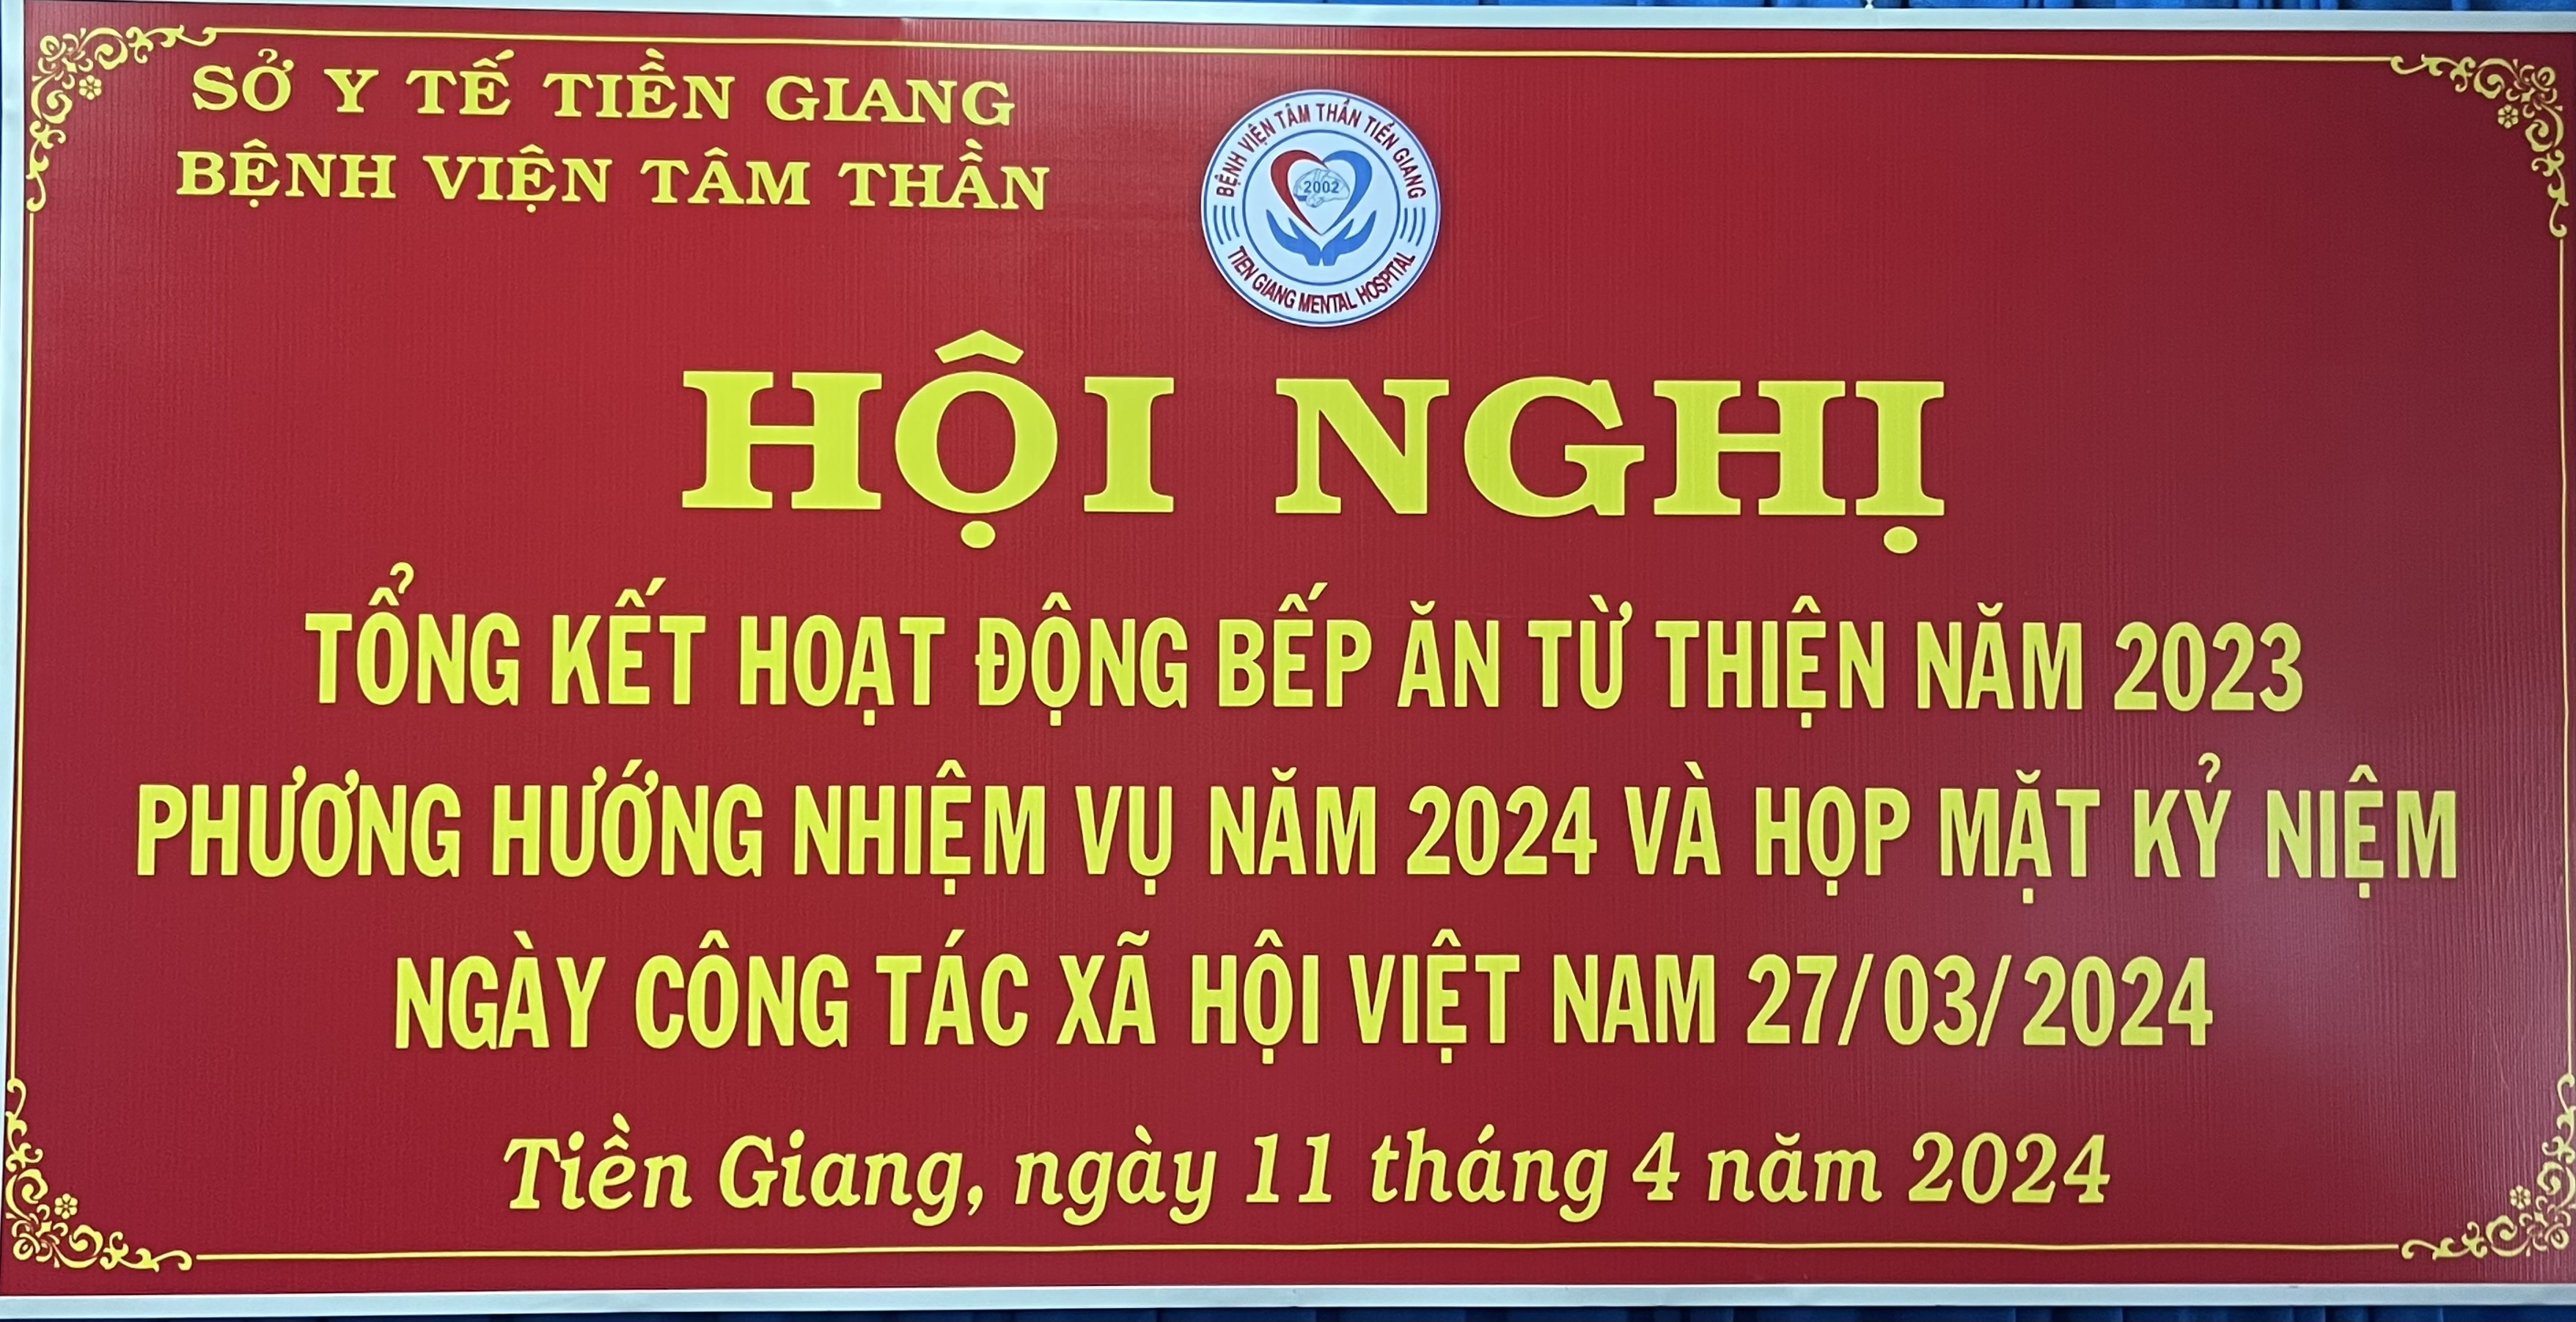 SỞ Y TẾ TIỀN GIANG
BỆNH VIỆN TÂM THẦN
BỆNH VIỆN TÂM THẦN TIỀN GIANG
2002
TIEN GIANG MENTAL HOSPITAL
HỘI NGHỊ
TỔNG KẾT HOẠT ĐỘNG BẾP ĂN TỪ THIỆN NĂM 2023
PHƯƠNG HƯỚNG NHIỆM VỤ NĂM 2024 VÀ HỌP MẶT KỶ NIỆM
NGÀY CÔNG TÁC XÃ HỘI VIỆT NAM 27/03/2024
Tiền Giang, ngày 11 tháng 4 năm 2024